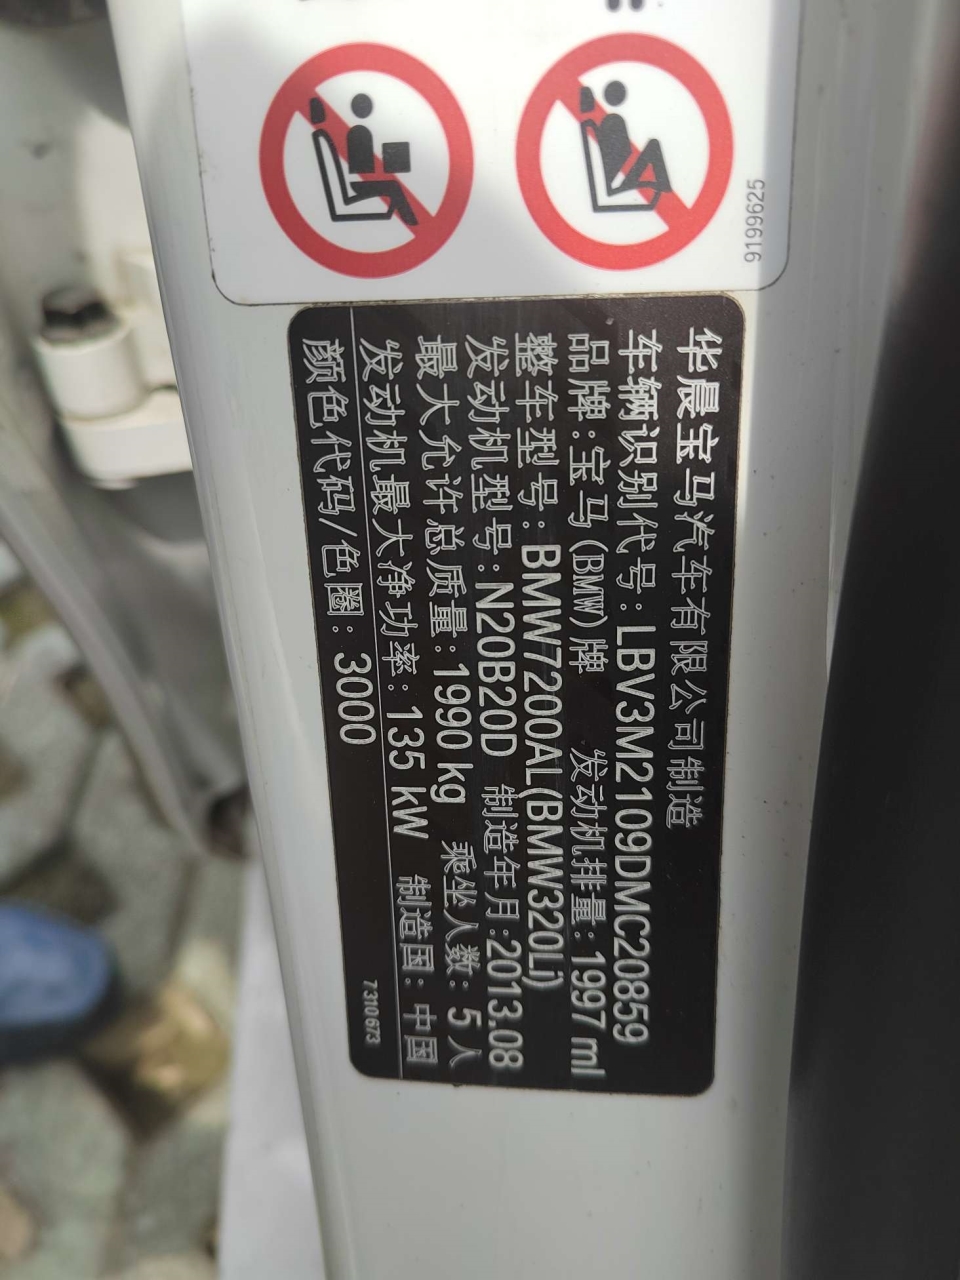 9199625
华晨宝马汽车有限公司制造
车辆识别代号:LBV3M2109DMC20859
品牌:宝马(BMW)牌 发动机排量:1997 ml
整车型号:BMW7200AL(BMW320Li)
发动机型号:N20B20D 制造年月:2013.08
最大允许总质量:1990 kg 乘坐人数: 5 人
发动机最大净功率:135 kW 制造国: 中国
颜色代码/色圈: 3000
7310673